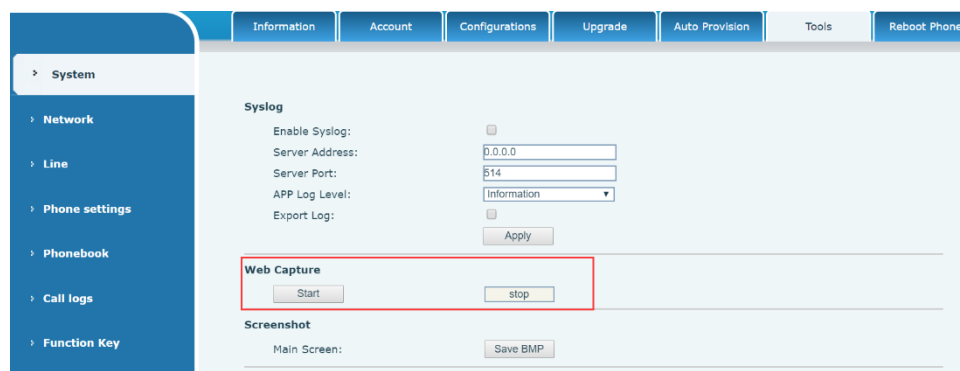 Information Account Configurations Upgrade Auto Provision Tools Reboot Phone
System
Network
Line
Phone settings
Phonebook
Call logs
Function Key
Syslog
Enable Syslog:
Server Address: 0.0.0.0
Server Port: 514
APP Log Level: Information
Export Log:
Apply
Web Capture
Start stop
Screenshot
Main Screen: Save BMP